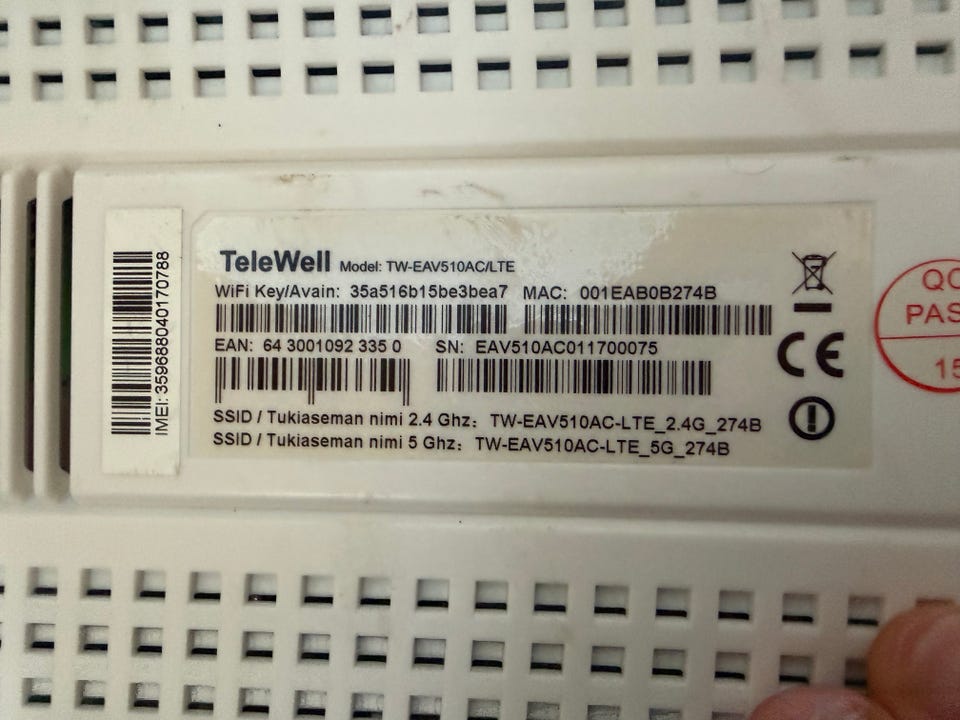 TeleWell Model: TW-EAV510AC/LTE
WiFi Key/Avain: 35a516b15be3bea7 MAC: 001EAB0B274B
EAN: 64 3001092 335 0 SN: EAV510AC011700075
SSID / Tukiaseman nimi 2.4 Ghz: TW-EAV510AC-LTE_2.4G_274B
SSID / Tukiaseman nimi 5 Ghz: TW-EAV510AC-LTE_5G_274B
IMEI: 359688040170788
CE
QC
PAS
15